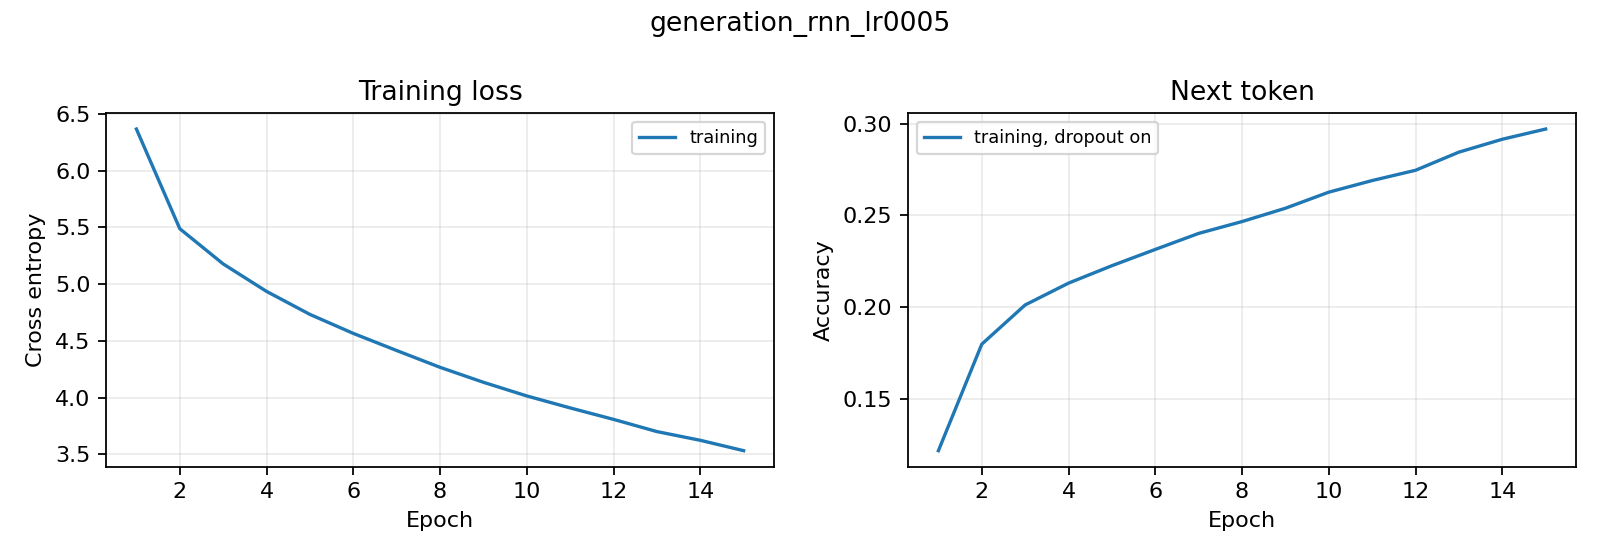 generation_rnn_lr0005
Training loss
Cross entropy
6.5
6.0
5.5
5.0
4.5
4.0
3.5
training
2 4 6 8 10 12 14
Epoch
Next token
Accuracy
0.30
0.25
0.20
0.15
training, dropout on
2 4 6 8 10 12 14
Epoch